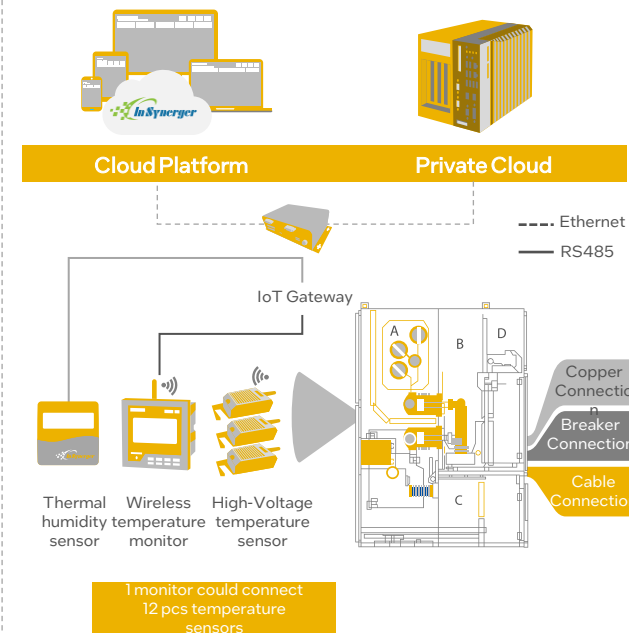 InSynerger
Cloud Platform
Private Cloud
Ethernet
RS485
IoT Gateway
A
B
D
C
Copper
Connectio
n
Breaker
Connection
Cable
Connectio
Thermal
humidity
sensor
Wireless
temperature
monitor
High-Voltage
temperature
sensor
1 monitor could connect
12 pcs temperature
sensors